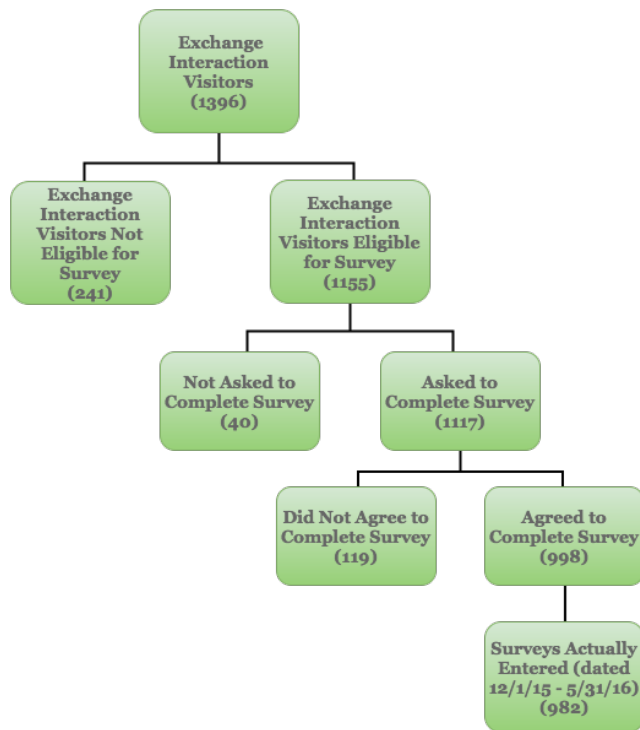 Exchange
Interaction
Visitors
(1396)
Exchange
Interaction
Visitors Not
Eligible for
Survey
(241)
Exchange
Interaction
Visitors Eligible
for Survey
(1155)
Not Asked to
Complete Survey
(40)
Asked to
Complete Survey
(1117)
Did Not Agree to
Complete Survey
(119)
Agreed to
Complete Survey
(998)
Surveys Actually
Entered (dated
12/1/15 - 5/31/16)
(982)